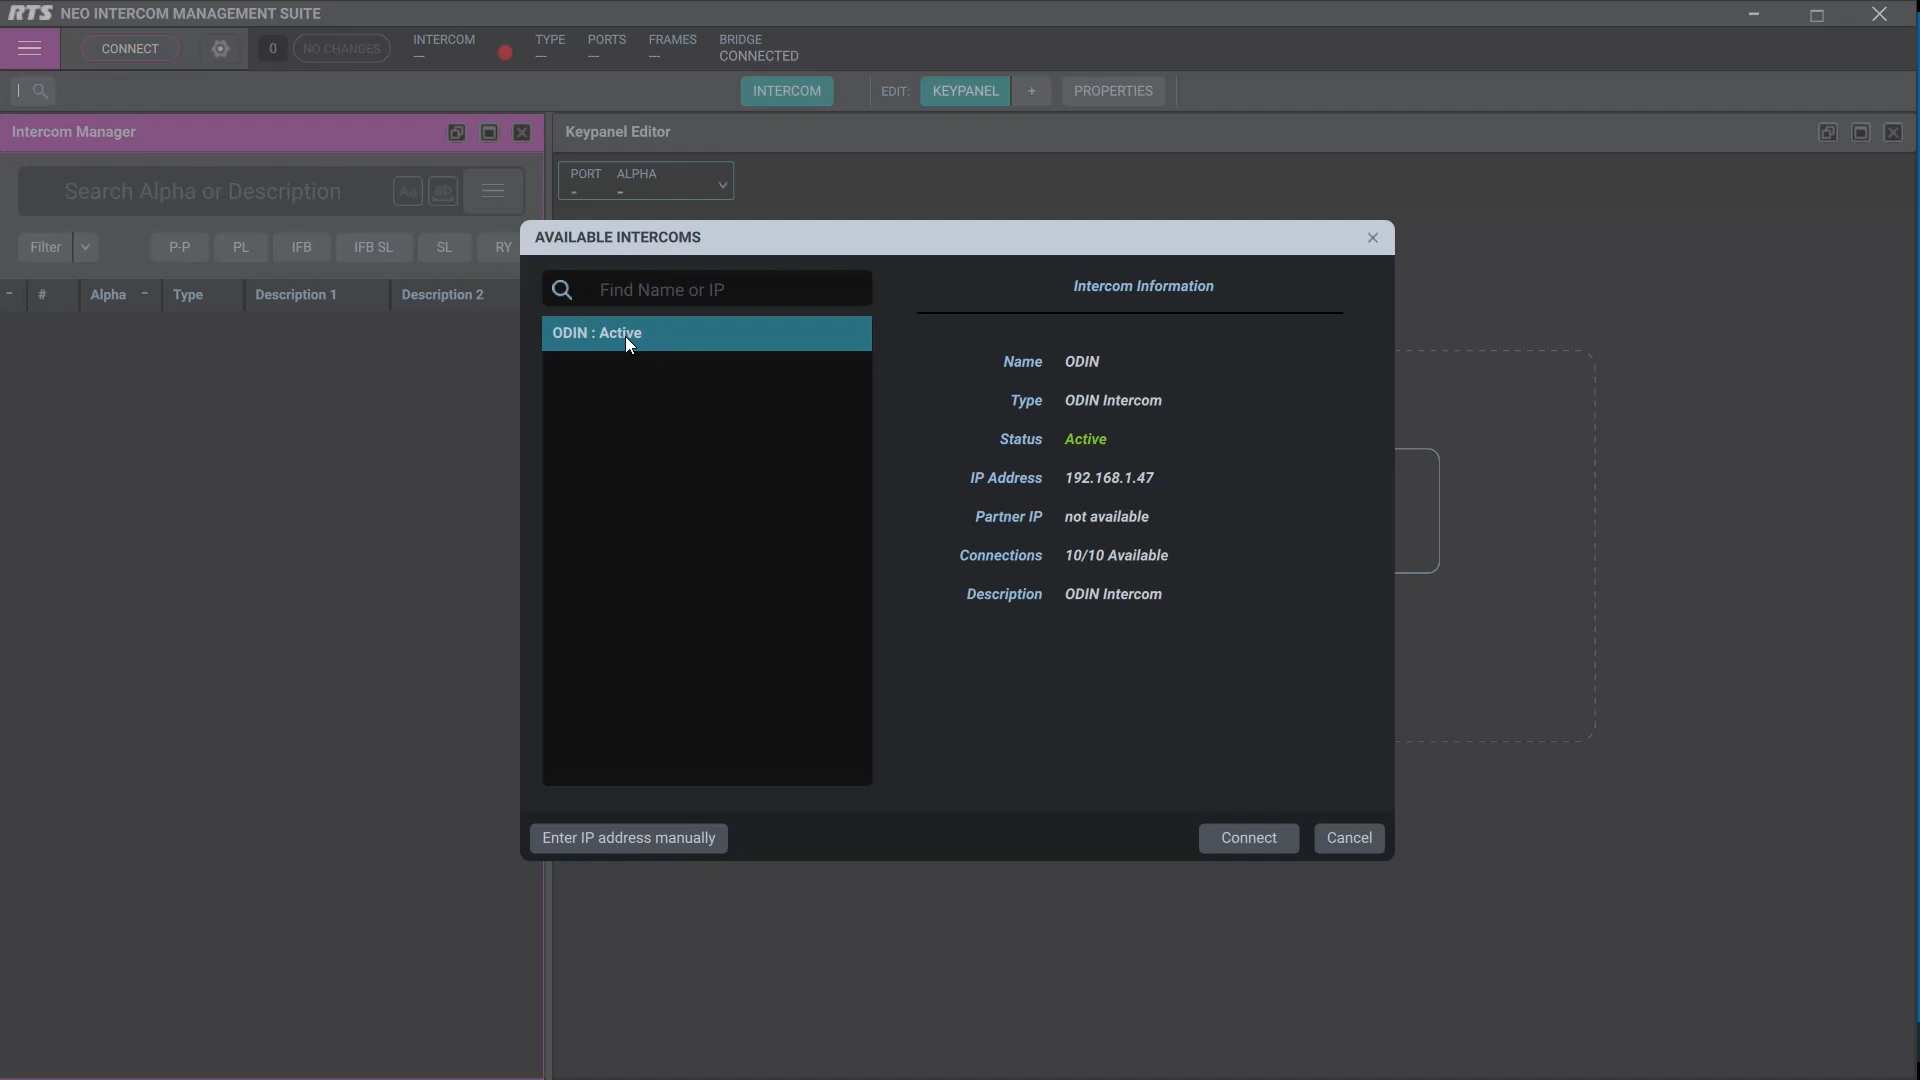 RTS NEO INTERCOM MANAGEMENT SUITE
CONNECT
0
NO CHANGES
INTERCOM
TYPE
PORTS
FRAMES
BRIDGE
CONNECTED
INTERCOM
EDIT:
KEYPANEL
+
PROPERTIES
Intercom Manager
Keypanel Editor
Search Alpha or Description
Aa
ab
PORT ALPHA
- -
Filter
P-P
PL
IFB
IFB SL
SL
RY
#
Alpha
Type
Description 1
Description 2
AVAILABLE INTERCOMS
Find Name or IP
ODIN : Active
Intercom Information
Name ODIN
Type ODIN Intercom
Status Active
IP Address 192.168.1.47
Partner IP not available
Connections 10/10 Available
Description ODIN Intercom
Enter IP address manually
Connect
Cancel